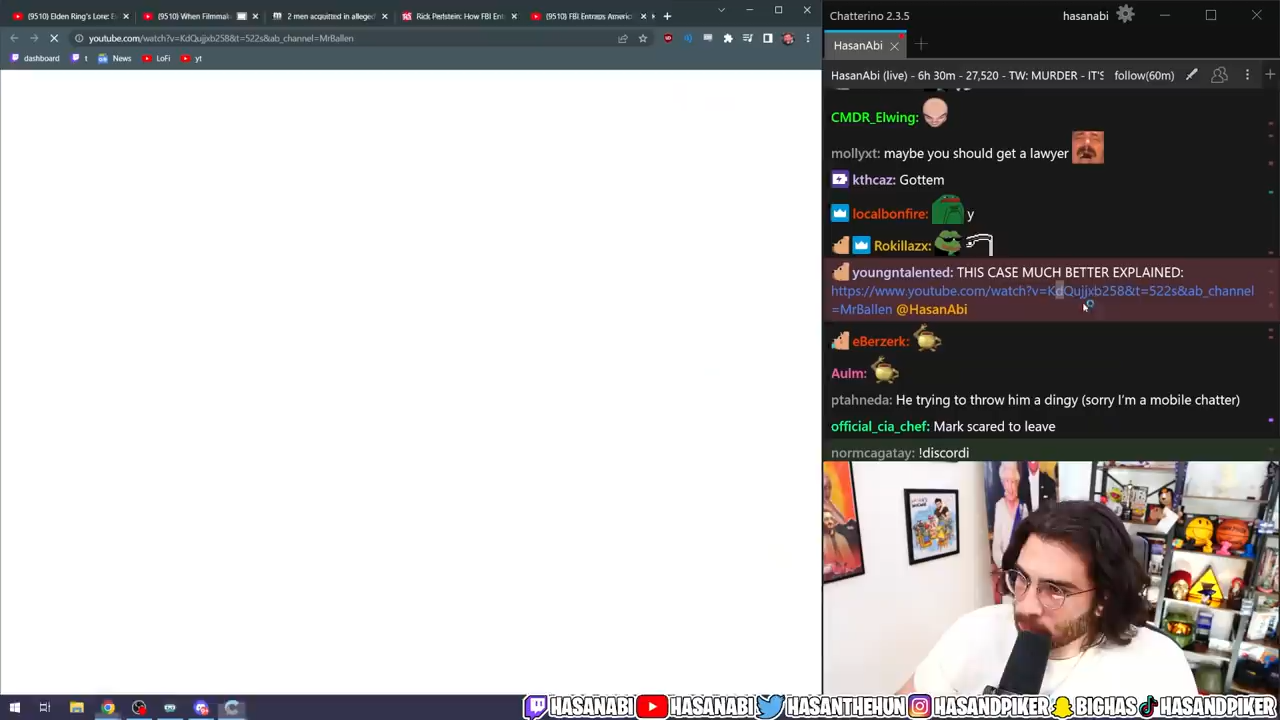 (9510) Elden Ring's Lore: E
(9510) When Filmmak
2 men acquitted in alleged
Rick Perlstein: How FBI Ent
(9510) FBI Entraps Americ
youtube.com/watch?v=KdQujjxb258&t=522s&ab_channel=MrBallen
dashboard
t
News
LoFi
yt
Chatterino 2.3.5
hasanabi
HasanAbi
HasanAbi (live) - 6h 30m - 27,520 - TW: MURDER - IT'S
follow(60m)
CMDR_Elwing:
mollyxt: maybe you should get a lawyer
kthcaz: Gottem
localbonfire: y
Rokillazx:
youngntalented: THIS CASE MUCH BETTER EXPLAINED:
https://www.youtube.com/watch?v=KdQujjxb258&t=522s&ab_channel
=MrBallen @HasanAbi
eBerzerk:
Aulm:
ptahneda: He trying to throw him a dingy (sorry I'm a mobile chatter)
official_cia_chef: Mark scared to leave
normcagatay: !discordi
HASANABI HASANABI HASANTHEHUN HASANDPIKER BIGHAS HASANDPIKER